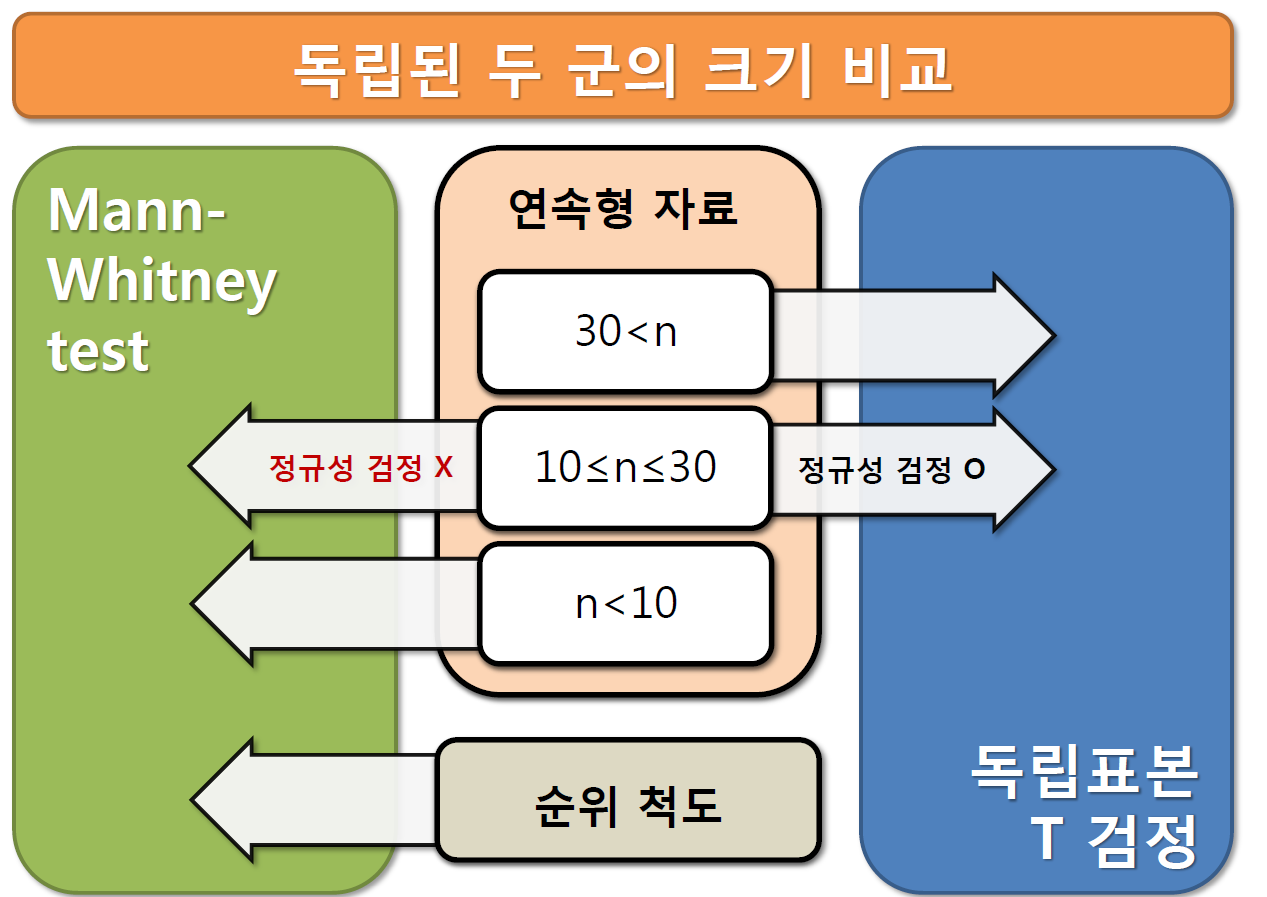 독립된 두 군의 크기 비교
Mann-
Whitney
test
연속형 자료
30<n
정규성 검정 X
10≤n≤30
정규성 검정 O
n<10
순위 척도
독립표본
T 검정